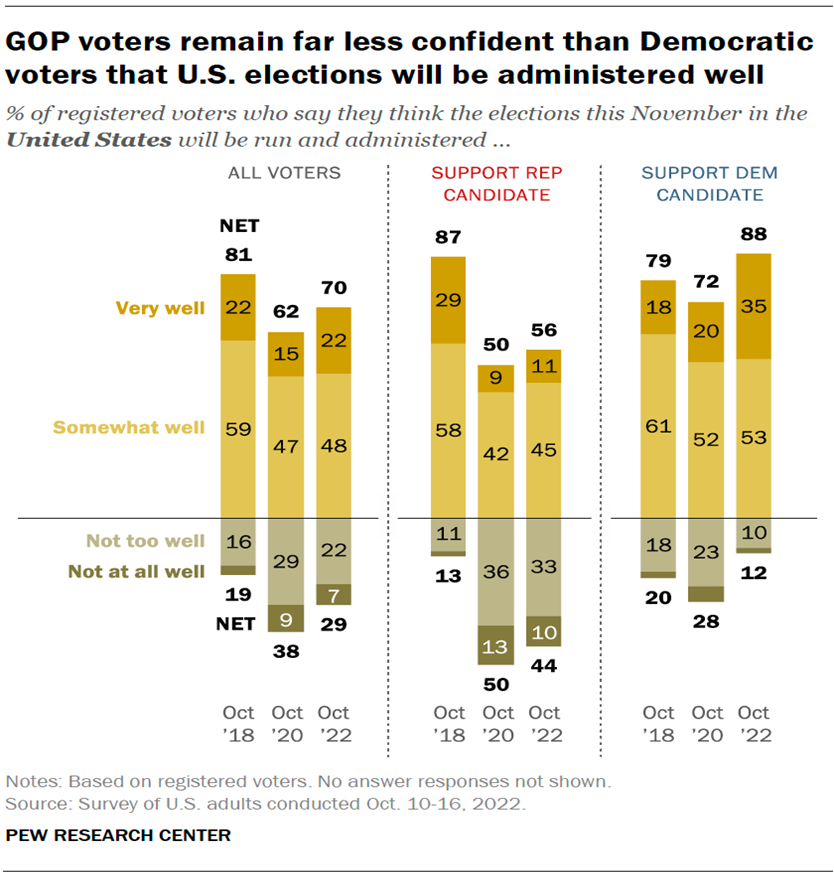 GOP voters remain far less confident than Democratic
voters that U.S. elections will be administered well
% of registered voters who say they think the elections this November in the
United States will be run and administered ...
ALL VOTERS
SUPPORT REP
CANDIDATE
SUPPORT DEM
CANDIDATE
NET
81
62
70
87
50
56
79
72
88
Very well
22
15
22
29
9
11
18
20
35
Somewhat well
59
47
48
58
42
45
61
52
53
Not too well
16
29
22
11
36
33
18
23
10
Not at all well
9
7
13
10
19
38
29
13
50
44
20
28
12
NET
Oct
'18
Oct
'20
Oct
'22
Oct
'18
Oct
'20
Oct
'22
Oct
'18
Oct
'20
Oct
'22
Notes: Based on registered voters. No answer responses not shown.
Source: Survey of U.S. adults conducted Oct. 10-16, 2022.
PEW RESEARCH CENTER